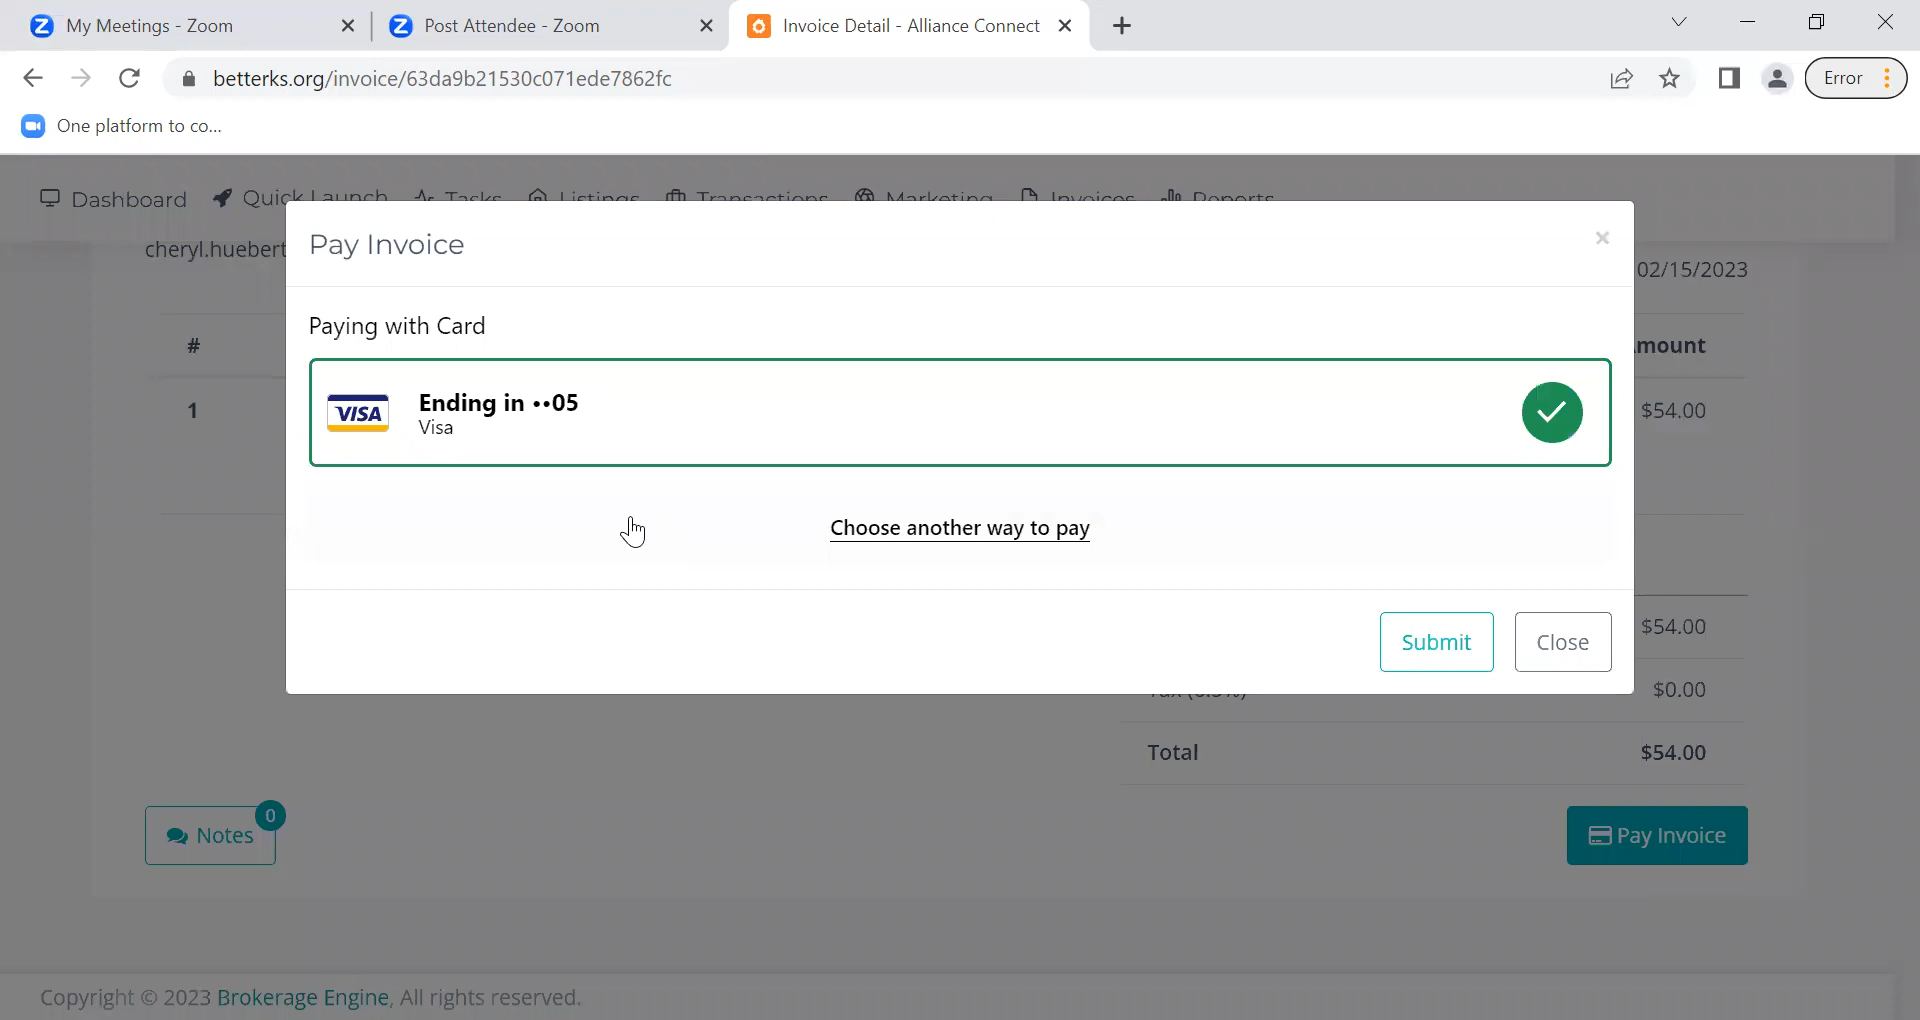 My Meetings - Zoom
Post Attendee - Zoom
Invoice Detail - Alliance Connect
betterks.org/invoice/63da9b21530c071ede7862fc
Error
One platform to co...
Dashboard Quick Launch Tasks Listings Transactions Marketing Invoices Reports
cheryl.huebert
02/15/2023
Pay Invoice
Paying with Card
VISA
Ending in ••05
Visa
Choose another way to pay
Submit
Close
#
mount
1
$54.00
$54.00
$0.00
Total
$54.00
Notes
0
Pay Invoice
Copyright © 2023 Brokerage Engine, All rights reserved.